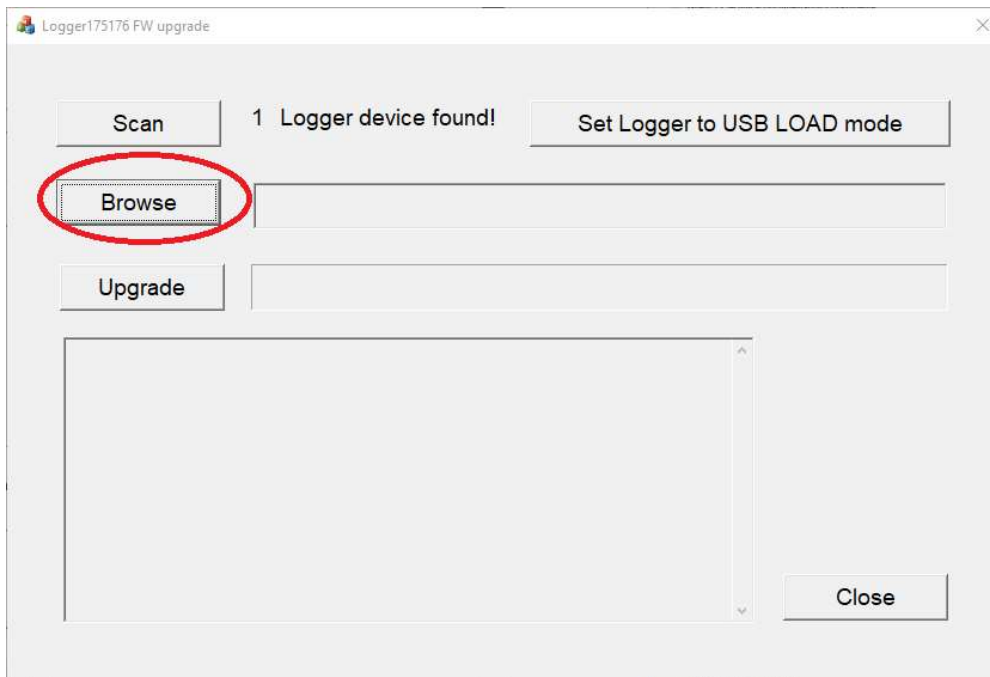 Logger175176 FW upgrade
Scan 1 Logger device found! Set Logger to USB LOAD mode
Browse
Upgrade
Close